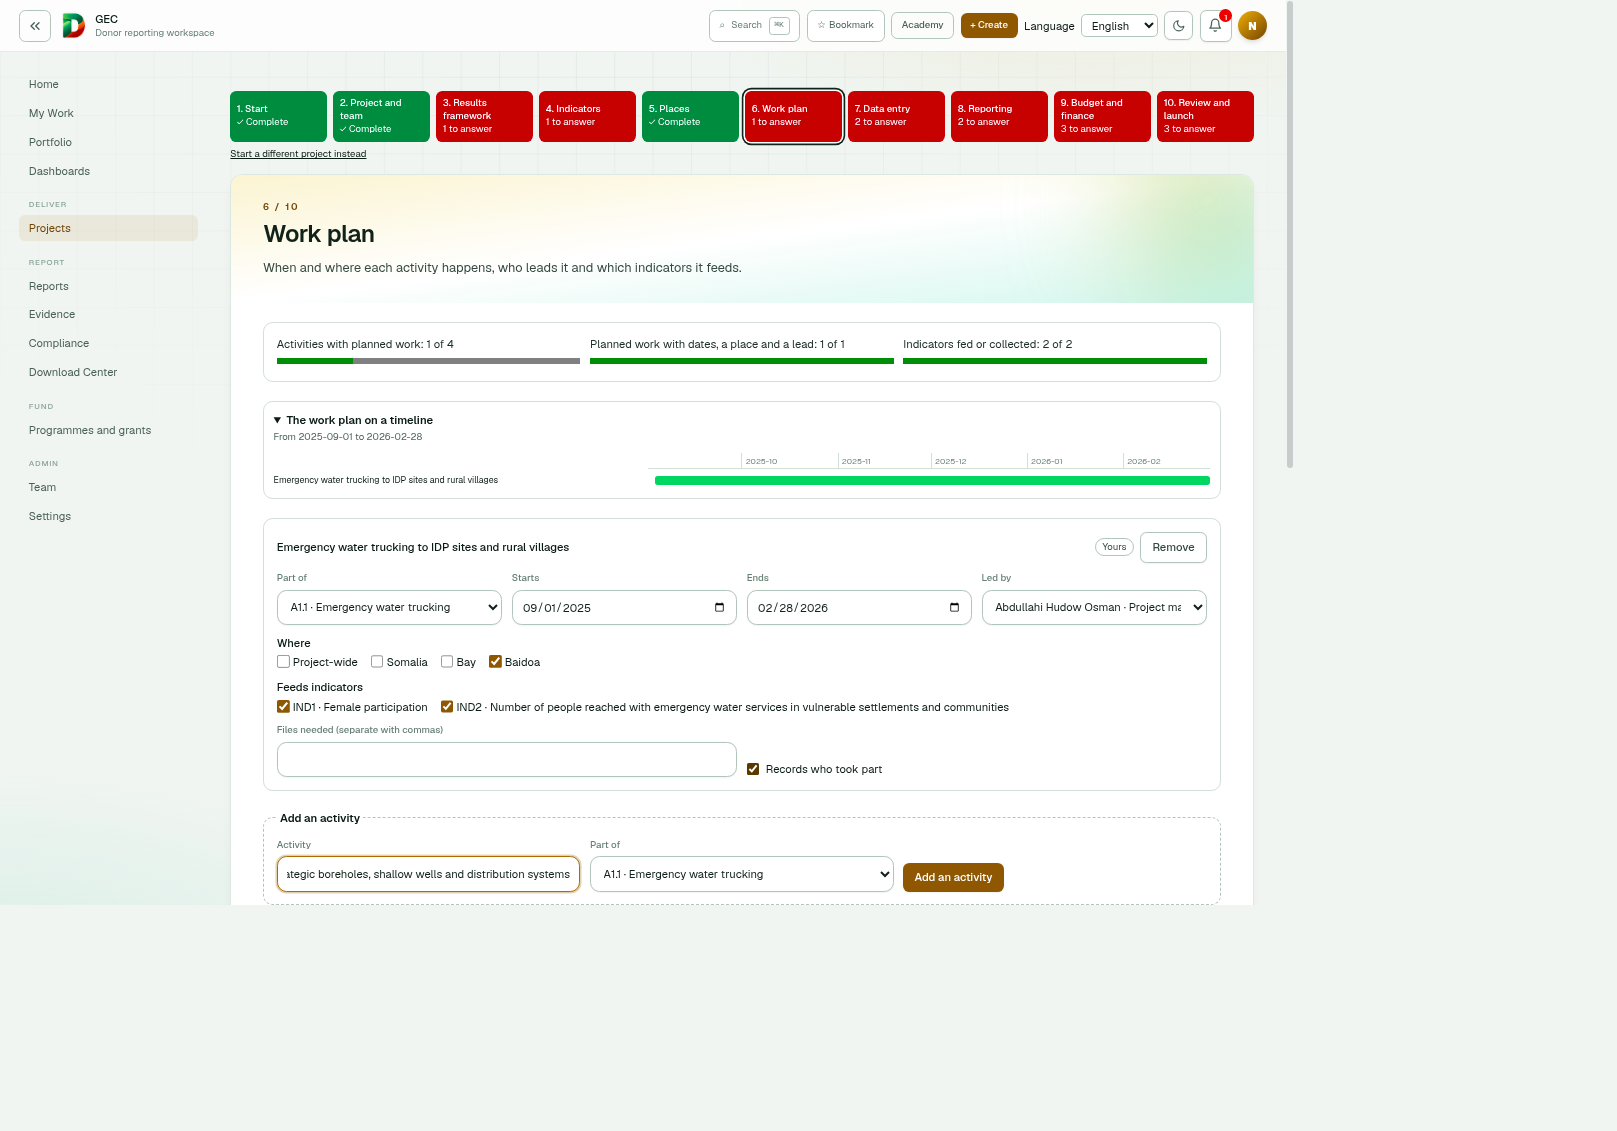 GEC
Donor reporting workspace
Search ⌘K
☆ Bookmark
Academy
+ Create
Language
English
1
N
Home
My Work
Portfolio
Dashboards
DELIVER
Projects
REPORT
Reports
Evidence
Compliance
Download Center
FUND
Programmes and grants
ADMIN
Team
Settings
1. Start
✓ Complete
2. Project and team
✓ Complete
3. Results framework
1 to answer
4. Indicators
1 to answer
5. Places
✓ Complete
6. Work plan
1 to answer
7. Data entry
2 to answer
8. Reporting
2 to answer
9. Budget and finance
3 to answer
10. Review and launch
3 to answer
Start a different project instead
6 / 10
Work plan
When and where each activity happens, who leads it and which indicators it feeds.
Activities with planned work: 1 of 4
Planned work with dates, a place and a lead: 1 of 1
Indicators fed or collected: 2 of 2
▼ The work plan on a timeline
From 2025-09-01 to 2026-02-28
2025-10 2025-11 2025-12 2026-01 2026-02
Emergency water trucking to IDP sites and rural villages
Emergency water trucking to IDP sites and rural villages
Yours
Remove
Part of
Starts
Ends
Led by
A1.1 · Emergency water trucking
09/01/2025
02/28/2026
Abdullahi Hudow Osman · Project ma
Where
Project-wide Somalia Bay Baidoa
Feeds indicators
IND1 · Female participation IND2 · Number of people reached with emergency water services in vulnerable settlements and communities
Files needed (separate with commas)
Records who took part
Add an activity
Activity
Part of
ategic boreholes, shallow wells and distribution systems
A1.1 · Emergency water trucking
Add an activity